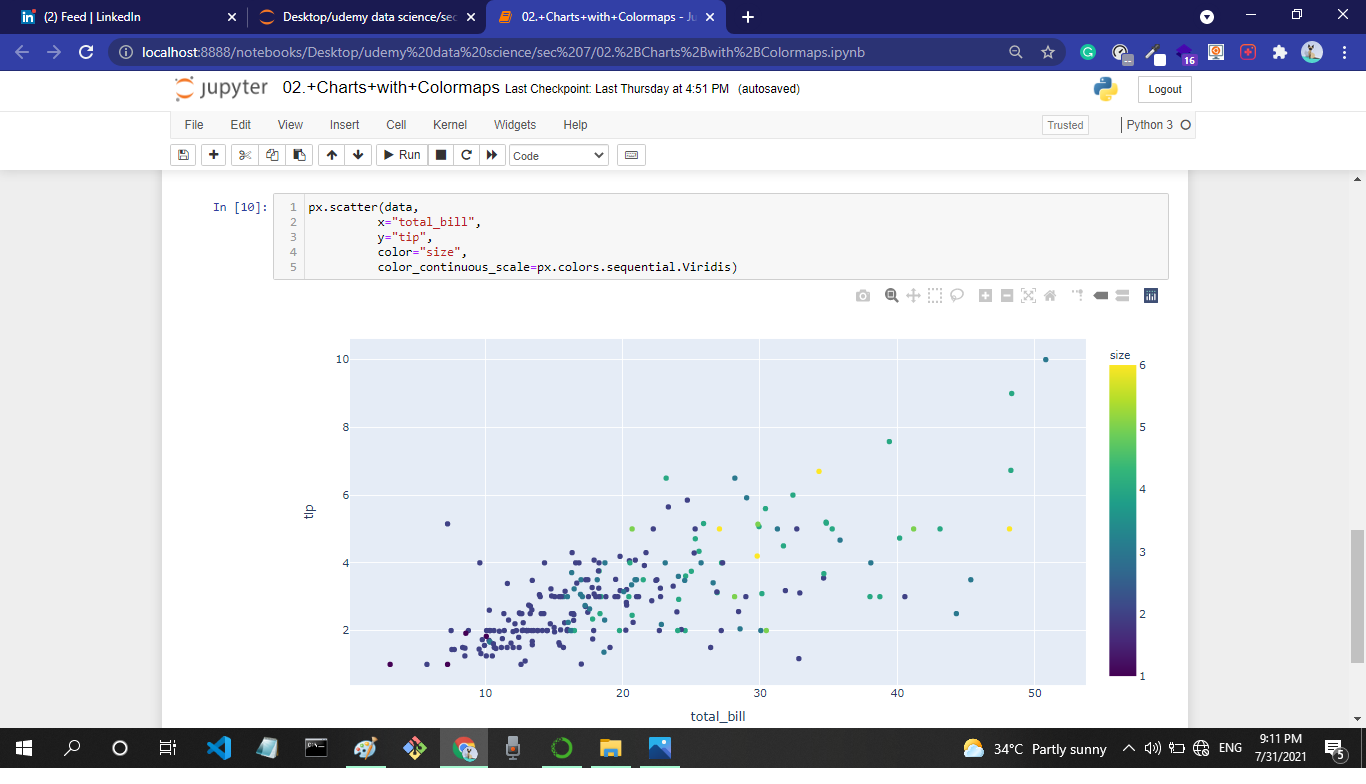 (2) Feed | LinkedIn
Desktop/udemy data science/sec
02.+Charts+with+Colormaps - Ju
localhost:8888/notebooks/Desktop/udemy%20data%20science/sec%207/02.%2BCharts%2Bwith%2BColormaps.ipynb
16
jupyter 02.+Charts+with+Colormaps Last Checkpoint: Last Thursday at 4:51 PM (autosaved)
Logout
File Edit View Insert Cell Kernel Widgets Help
Trusted
Python 3
Run
Code
In [10]:
1 px.scatter(data,
2 x="total_bill",
3 y="tip",
4 color="size",
5 color_continuous_scale=px.colors.sequential.Viridis)
10
8
6
4
2
tip
10 20 30 40 50
total_bill
size
6
5
4
3
2
1
34°C Partly sunny
ENG
9:11 PM
7/31/2021
5